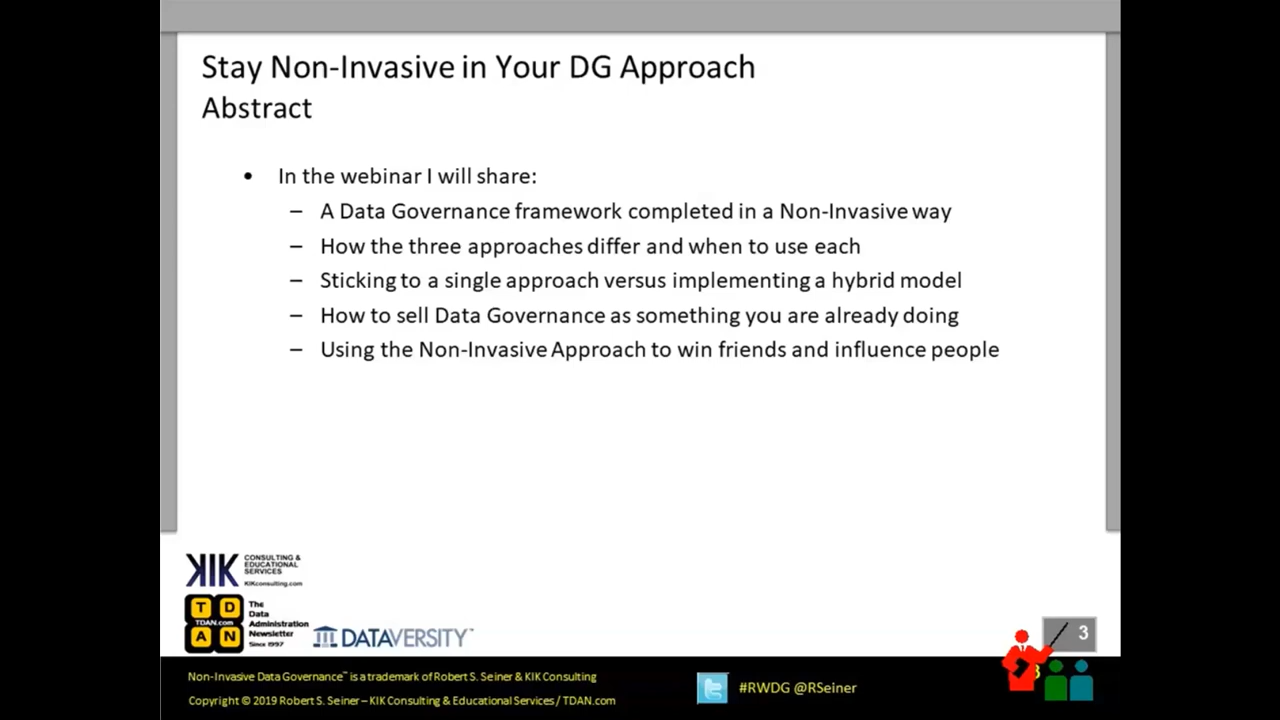 Stay Non-Invasive in Your DG Approach
Abstract
• In the webinar I will share:
– A Data Governance framework completed in a Non-Invasive way
– How the three approaches differ and when to use each
– Sticking to a single approach versus implementing a hybrid model
– How to sell Data Governance as something you are already doing
– Using the Non-Invasive Approach to win friends and influence people
KIK CONSULTING &
EDUCATIONAL
SERVICES
KIKconsulting.com
T D
TDAN.com
A N
The
Data
Administration
Newsletter
Since 1997
DATAVERSITY™
3
3
Non-Invasive Data Governance™ is a trademark of Robert S. Seiner & KIK Consulting
Copyright © 2019 Robert S. Seiner – KIK Consulting & Educational Services / TDAN.com
#RWDG @RSeiner